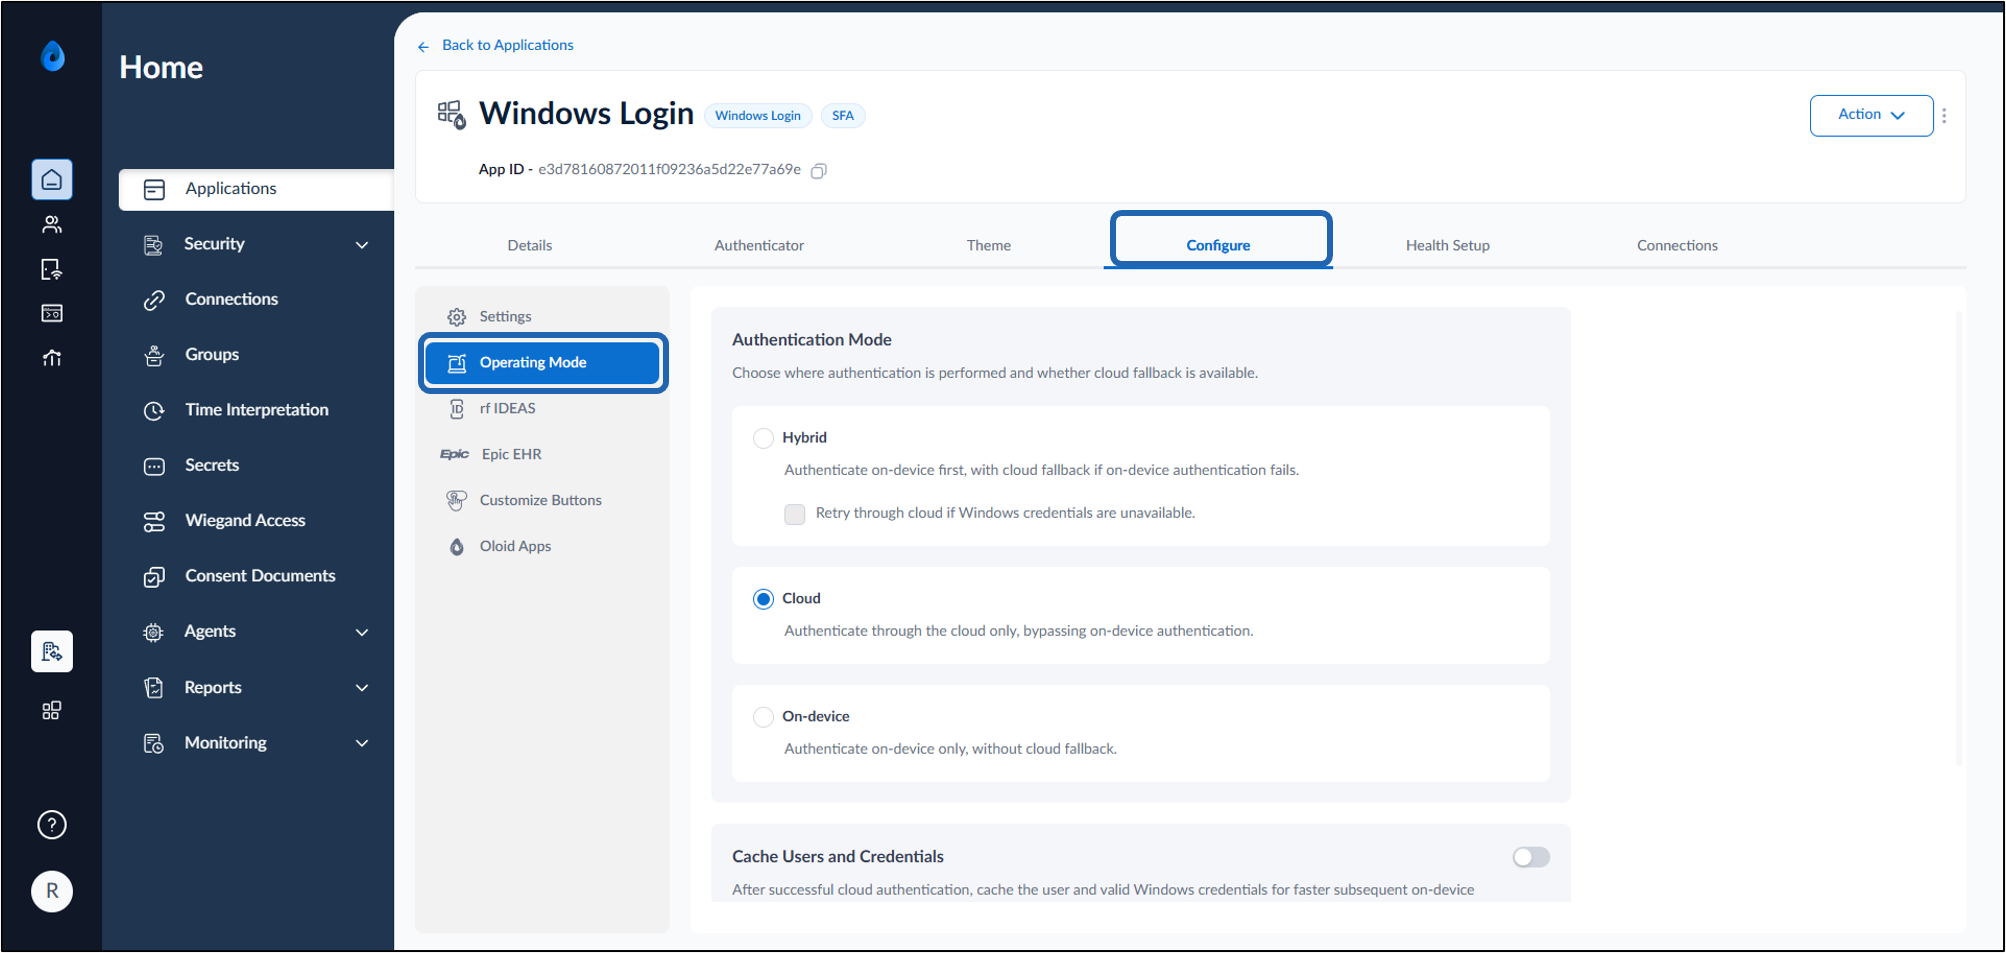 Home
Applications
Security
Connections
Groups
Time Interpretation
Secrets
Wiegand Access
Consent Documents
Agents
Reports
Monitoring
?
R
← Back to Applications
Windows Login
Windows Login
SFA
App ID - e3d78160872011f09236a5d22e77a69e
Action
Details
Authenticator
Theme
Configure
Health Setup
Connections
Settings
Operating Mode
ID
rf IDEAS
Epic
Epic EHR
Customize Buttons
Oloid Apps
Authentication Mode
Choose where authentication is performed and whether cloud fallback is available.
Hybrid
Authenticate on-device first, with cloud fallback if on-device authentication fails.
Retry through cloud if Windows credentials are unavailable.
Cloud
Authenticate through the cloud only, bypassing on-device authentication.
On-device
Authenticate on-device only, without cloud fallback.
Cache Users and Credentials
After successful cloud authentication, cache the user and valid Windows credentials for faster subsequent on-device